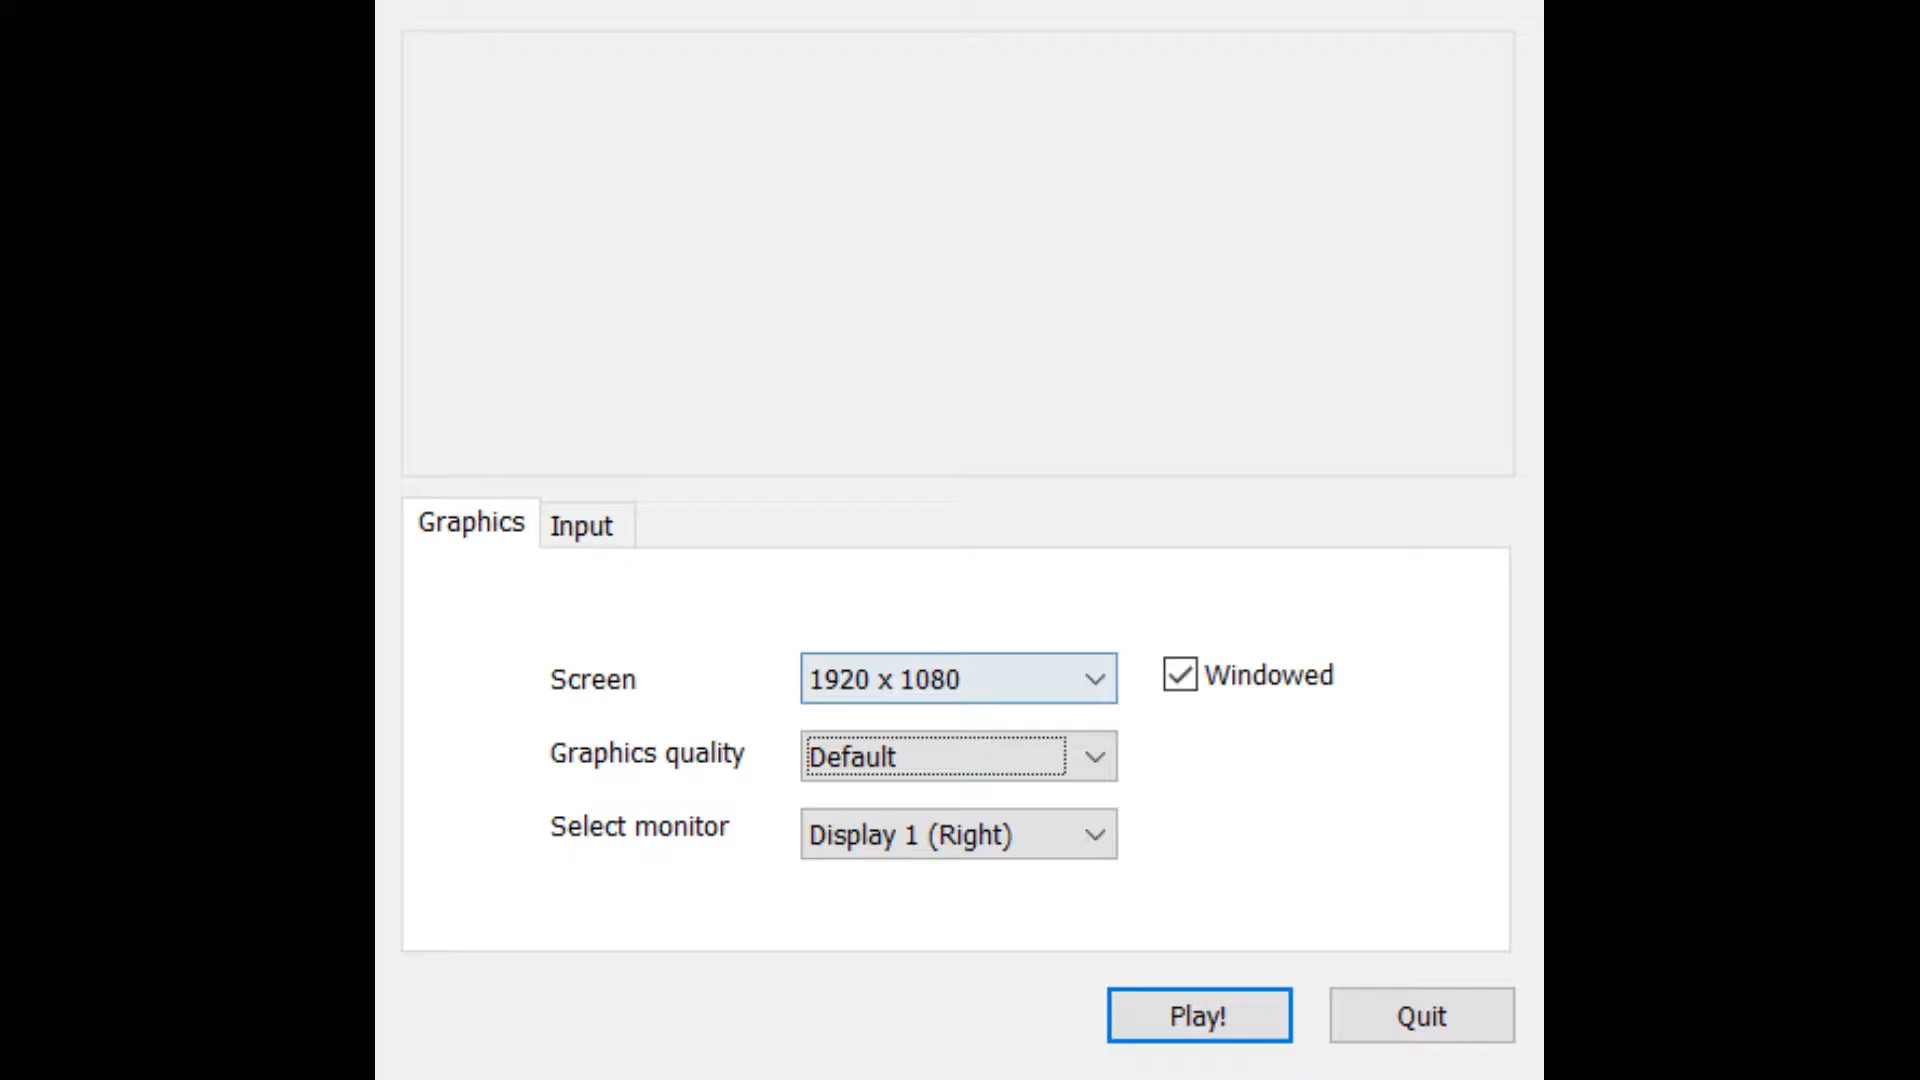 Graphics Input
Screen 1920 x 1080 Windowed
Graphics quality Default
Select monitor Display 1 (Right)
Play! Quit